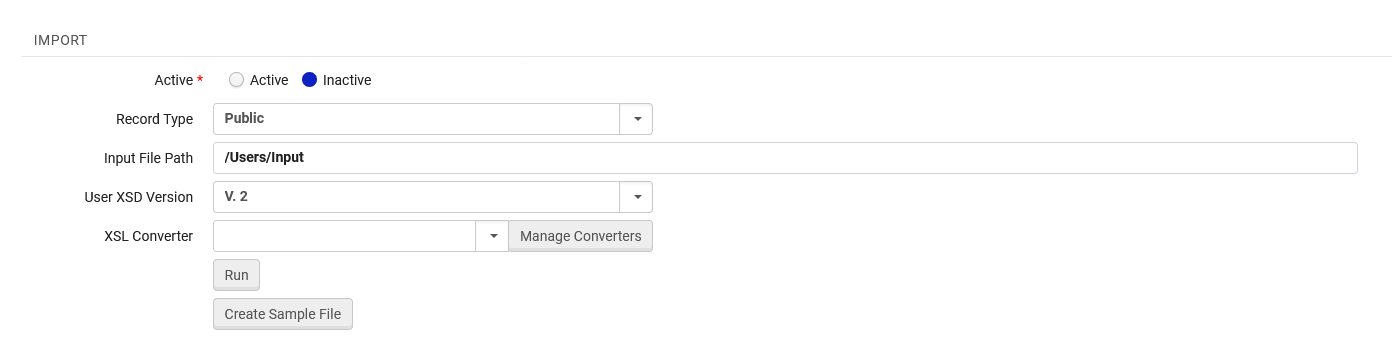 IMPORT
Active * Active Inactive
Record Type Public
Input File Path /Users/Input
User XSD Version V. 2
XSL Converter Manage Converters
Run
Create Sample File